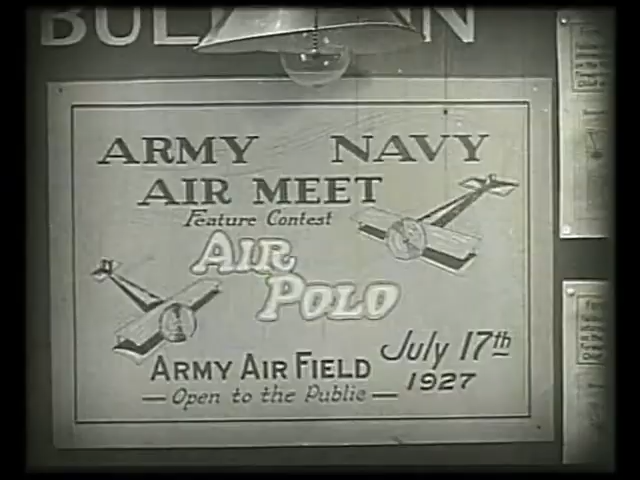 ARMY NAVY
AIR MEET
Feature Contest
AIR
POLO
ARMY AIR FIELD
July 17th
1927
— Open to the Public —